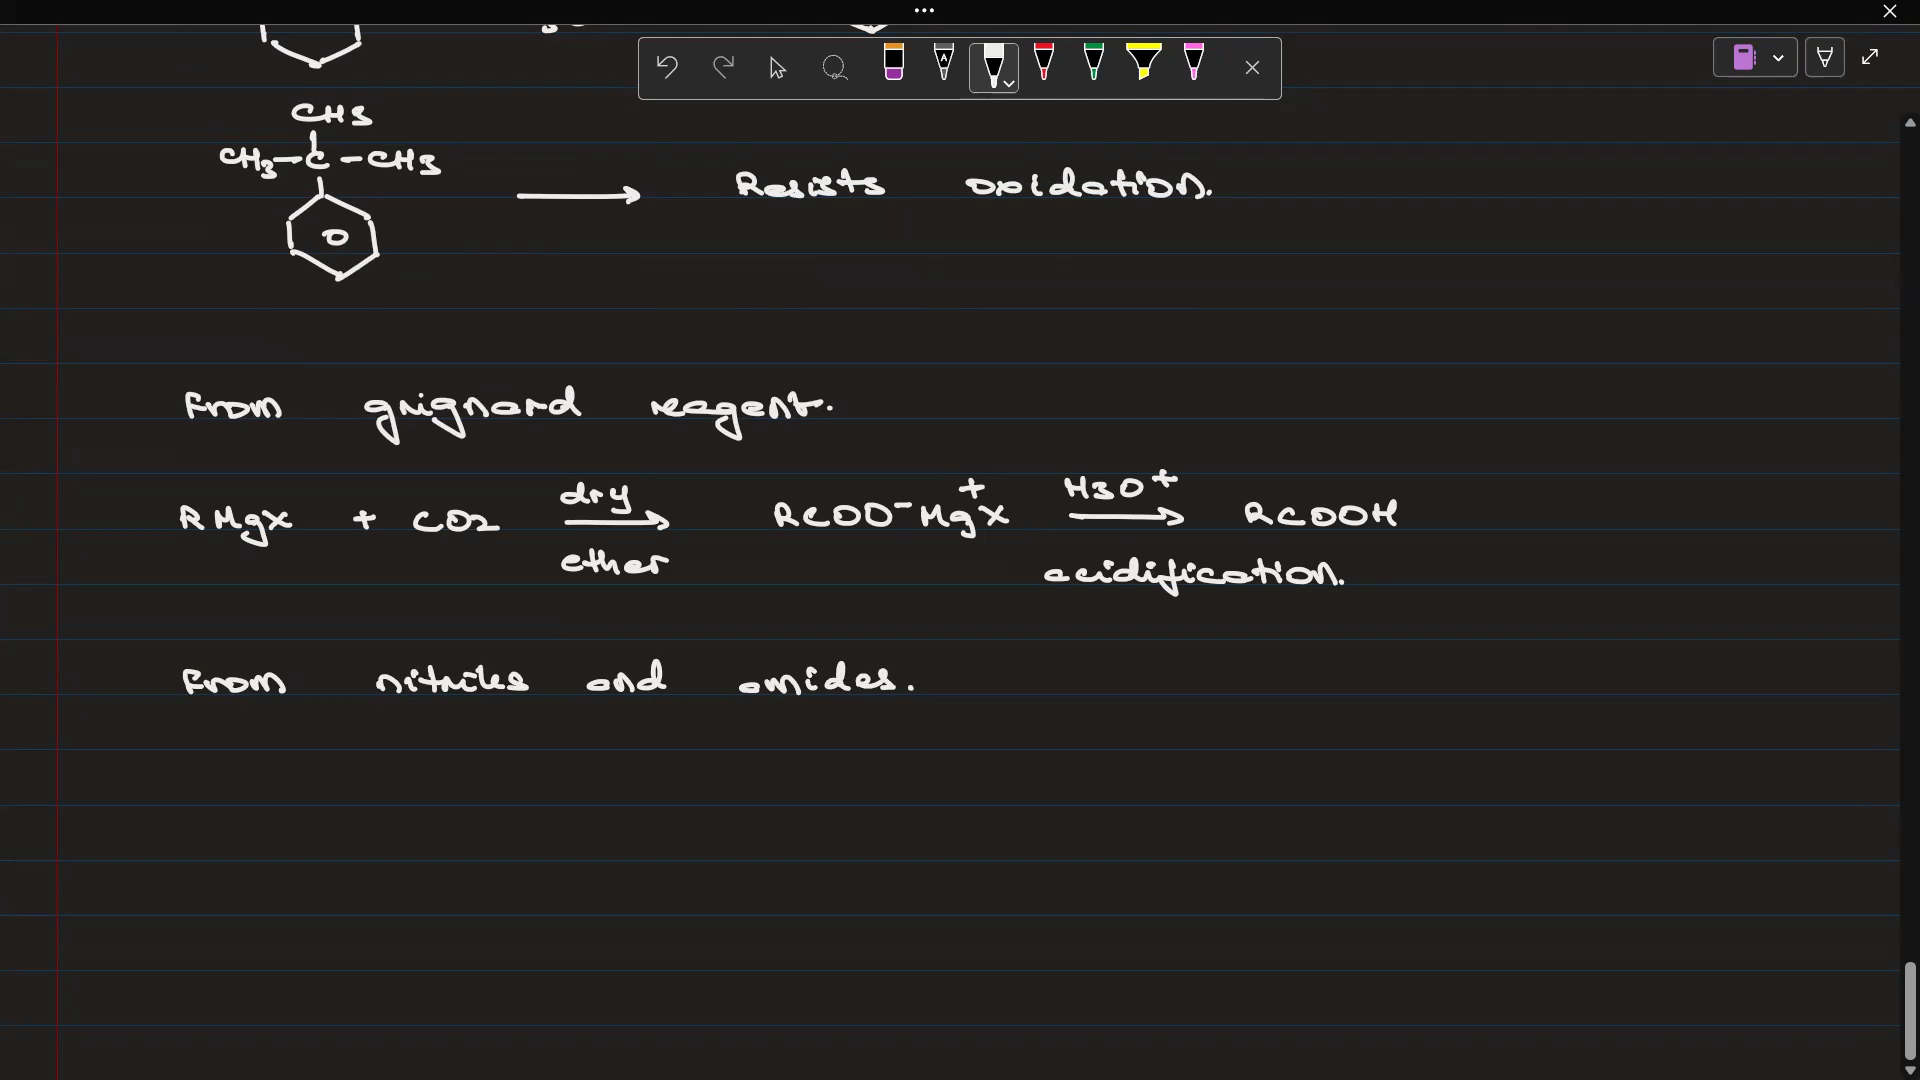 CH3
CH3-C-CH3
Resists oxidation.
From grignard reagent.
RMgX + CO2 dry ether RCOO⁻Mg⁺X H3O⁺ acidification. RCOOH
From nitriles and amides.